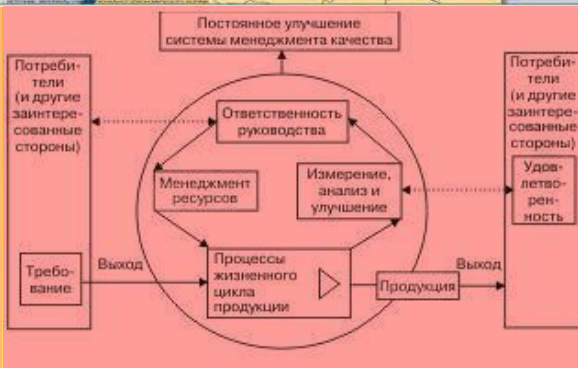 Постоянное улучшение
системы менеджмента качества
Потреби-
тели
(и другие
заинтере-
сованные
стороны)
Требо-
вание
Выход
Ответственность
руководства
Менеджмент
ресурсов
Измерение,
анализ и
улучшение
Процессы
жизненного
цикла
продукции
Продукция
Выход
Потреби-
тели
(и другие
заинтере-
сованные
стороны)
Удов-
летво-
рен-
ность